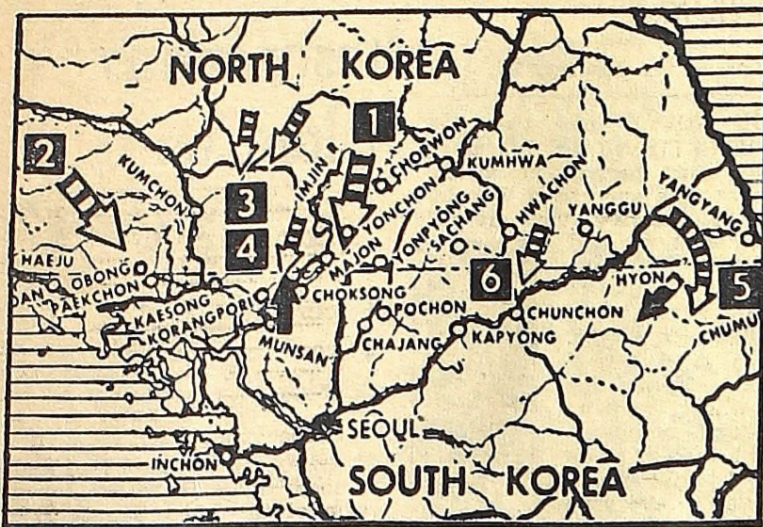 NORTH KOREA
1
2
KUMCHON
3
4
IMJIN R.
CHORWON
KUMHWA
YONCHON
YONPYONG
SACHANG
HWACHON
YANGGU
YANGYANG
HAEJU
OBONG
PAEKCHON
MAJON
6
HYON
5
KAESONG
KORANGPORI
CHOKSONG
POCHON
CHUNCHON
CHUMU
MUNSAN
CHAJANG
KAPYONG
SEOUL
INCHON
SOUTH KOREA